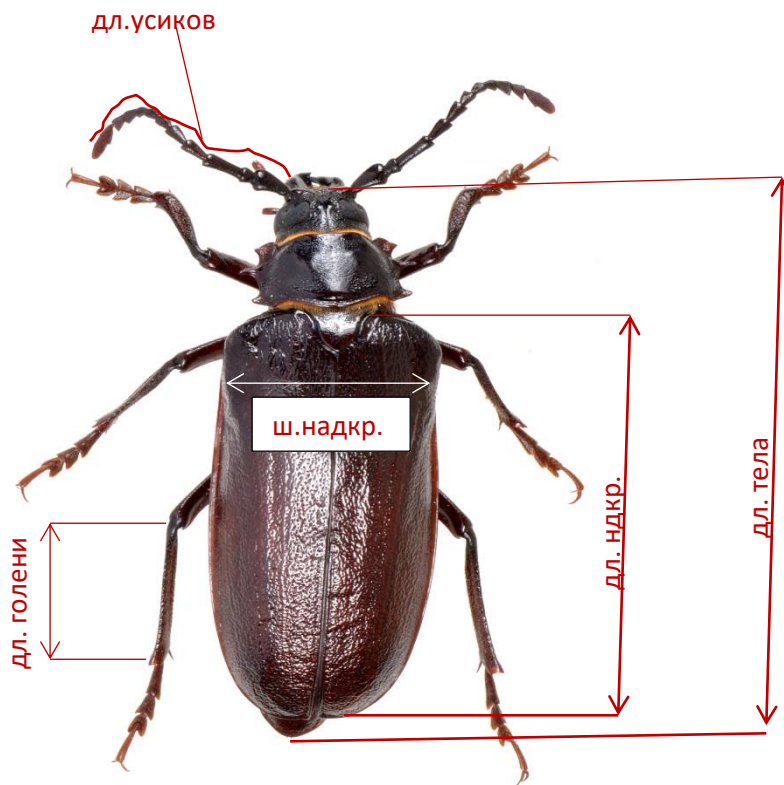 дл.усиков
ш.надкр.
дл. голени
дл. ндкр.
дл. тела